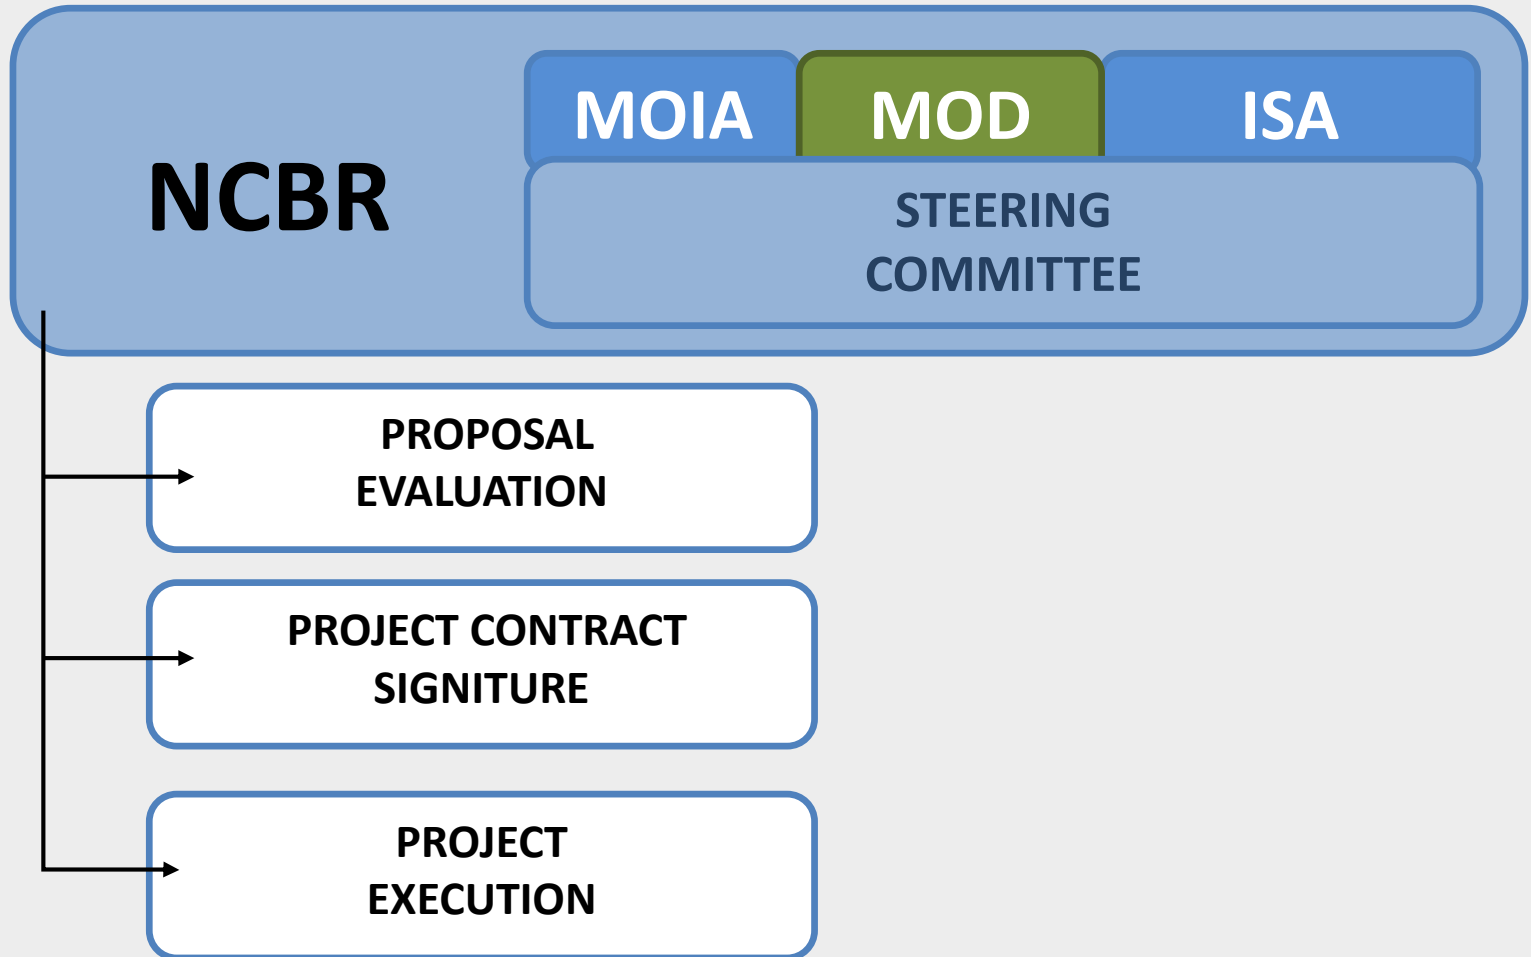 NCBR
MOIA
MOD
ISA
STEERING
COMMITTEE
PROPOSAL
EVALUATION
PROJECT CONTRACT
SIGNITURE
PROJECT
EXECUTION